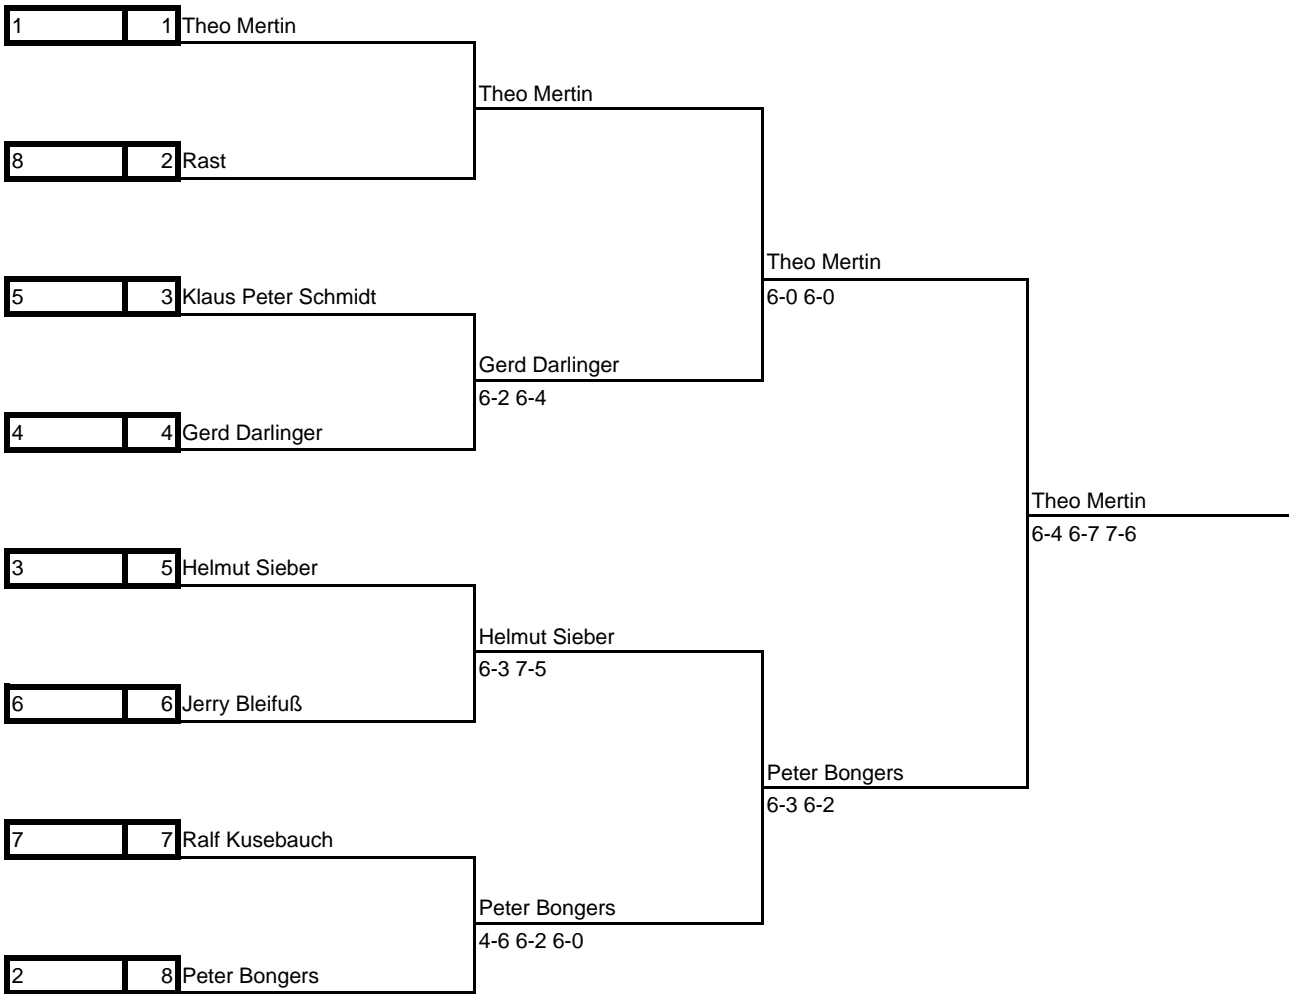 1 1 Theo Mertin
Theo Mertin
8 2 Rast
Theo Mertin
6-0 6-0
5 3 Klaus Peter Schmidt
Gerd Darlinger
6-2 6-4
4 4 Gerd Darlinger
Theo Mertin
6-4 6-7 7-6
3 5 Helmut Sieber
Helmut Sieber
6-3 7-5
6 6 Jerry Bleifuß
Peter Bongers
6-3 6-2
7 7 Ralf Kusebauch
Peter Bongers
4-6 6-2 6-0
2 8 Peter Bongers